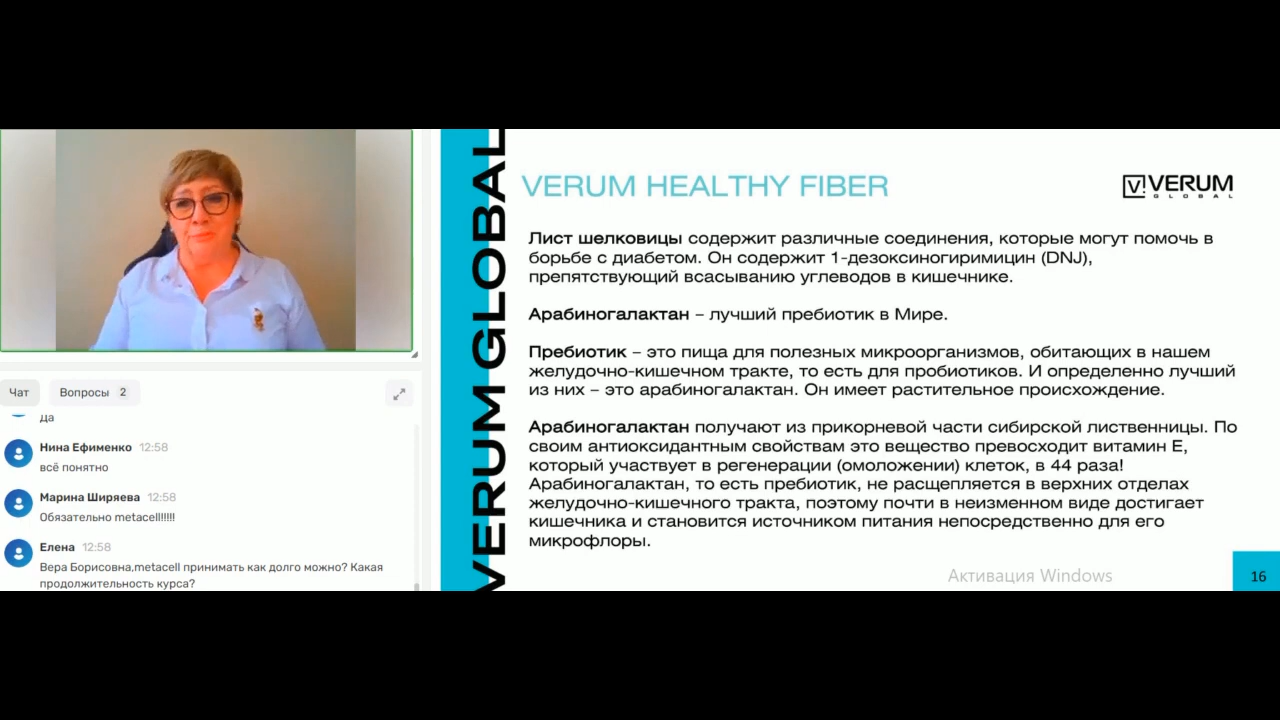 Чат
Вопросы 2
да
Нина Ефименко 12:58
всё понятно
Марина Ширяева 12:58
Обязательно metacell!!!!!
Елена 12:58
Вера Борисовна,metacell принимать как долго можно? Какая
продолжительность курса?
VERUM GLOBAL
VERUM HEALTHY FIBER
V! VERUM
GLOBAL
Лист шелковицы содержит различные соединения, которые могут помочь в
борьбе с диабетом. Он содержит 1-дезоксиногиримицин (DNJ),
препятствующий всасыванию углеводов в кишечнике.
Арабиногалактан – лучший пребиотик в Мире.
Пребиотик – это пища для полезных микроорганизмов, обитающих в нашем
желудочно-кишечном тракте, то есть для пробиотиков. И определенно лучший
из них – это арабиногалактан. Он имеет растительное происхождение.
Арабиногалактан получают из прикорневой части сибирской лиственницы. По
своим антиоксидантным свойствам это вещество превосходит витамин Е,
который участвует в регенерации (омоложении) клеток, в 44 раза!
Арабиногалактан, то есть пребиотик, не расщепляется в верхних отделах
желудочно-кишечного тракта, поэтому почти в неизменном виде достигает
кишечника и становится источником питания непосредственно для его
микрофлоры.
Активация Windows
16